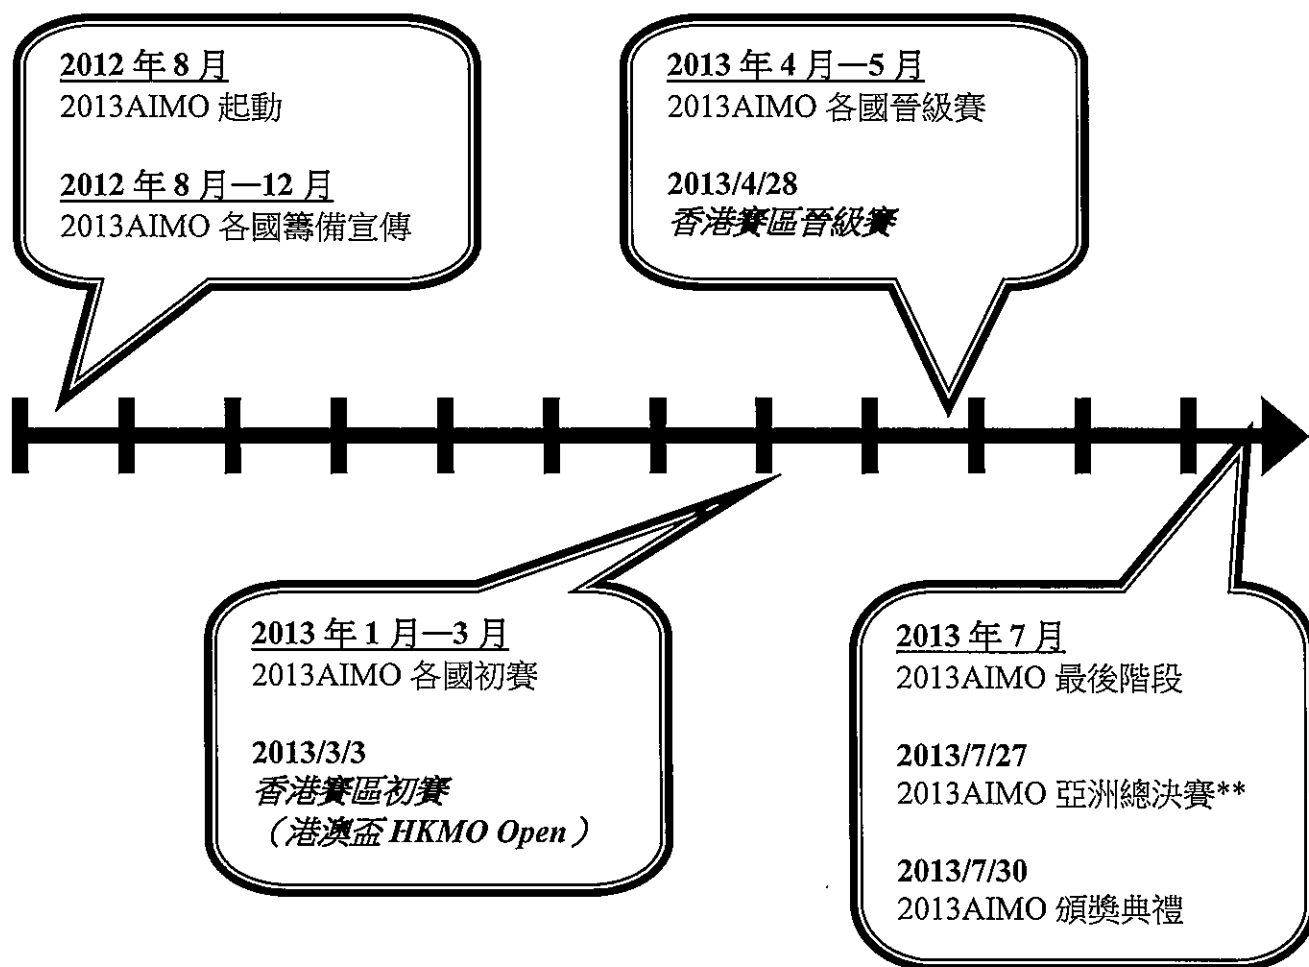 2012 年 8 月
2013AIMO 起動
2012 年 8 月—12 月
2013AIMO 各國籌備宣傳
2013 年 4 月—5 月
2013AIMO 各國晉級賽
2013/4/28
香港賽區晉級賽
2013 年 1 月—3 月
2013AIMO 各國初賽
2013/3/3
香港賽區初賽
（港澳盃 HKMO Open）
2013 年 7 月
2013AIMO 最後階段
2013/7/27
2013AIMO 亞洲總決賽**
2013/7/30
2013AIMO 頒獎典禮